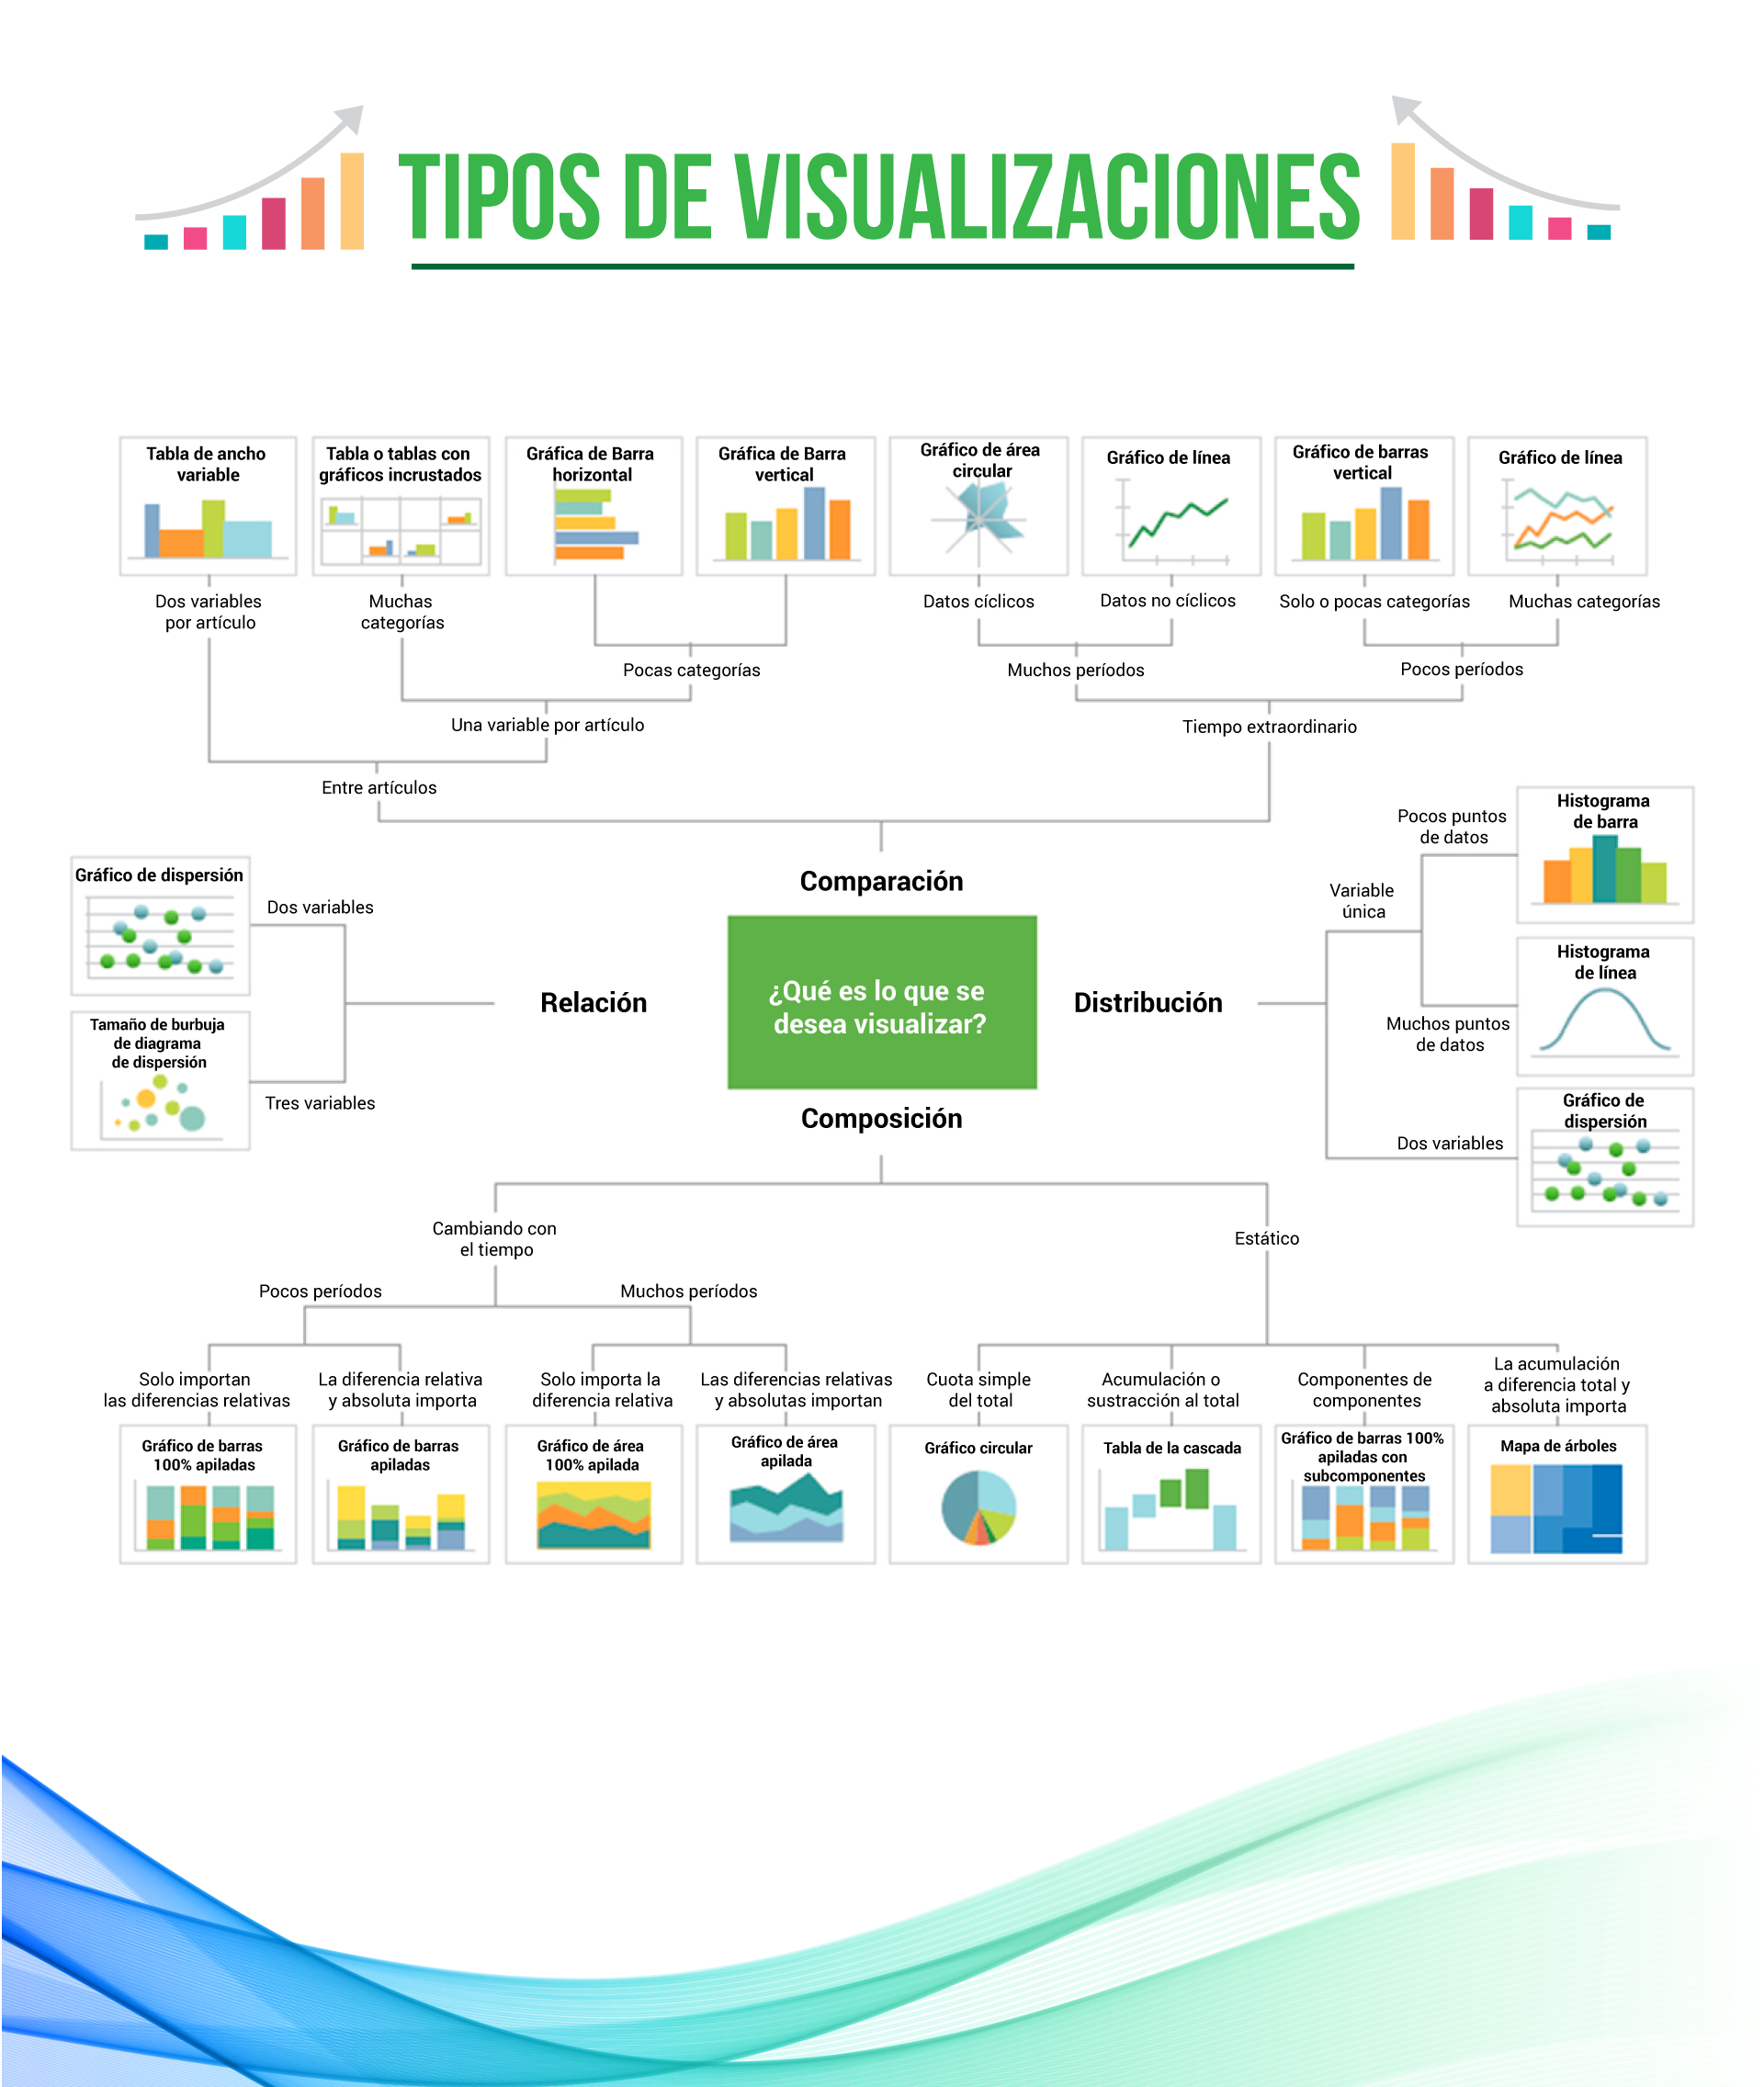 TIPOS DE VISUALIZACIONES
Tabla de ancho
variable
Tabla o tablas con
gráficos incrustados
Gráfica de Barra
horizontal
Gráfica de Barra
vertical
Gráfico de área
circular
Gráfico de línea
Gráfico de barras
vertical
Gráfico de línea
Dos variables
por artículo
Muchas
categorías
Datos cíclicos
Datos no cíclicos
Solo o pocas categorías
Muchas categorías
Pocas categorías
Muchos períodos
Pocos períodos
Una variable por artículo
Tiempo extraordinario
Entre artículos
Comparación
Gráfico de dispersión
Dos variables
Relación
Tamaño de burbuja
de diagrama
de dispersión
Tres variables
¿Qué es lo que se
desea visualizar?
Distribución
Variable
única
Pocos puntos
de datos
Histograma
de barra
Muchos puntos
de datos
Histograma
de línea
Dos variables
Gráfico de
dispersión
Composición
Cambiando con
el tiempo
Estático
Pocos períodos
Muchos períodos
Solo importan
las diferencias relativas
La diferencia relativa
y absoluta importa
Solo importa la
diferencia relativa
Las diferencias relativas
y absolutas importan
Cuota simple
del total
Acumulación o
sustracción al total
Componentes de
componentes
La acumulación
a diferencia total y
absoluta importa
Gráfico de barras
100% apiladas
Gráfico de barras
apiladas
Gráfico de área
100% apilada
Gráfico de área
apilada
Gráfico circular
Tabla de la cascada
Gráfico de barras 100%
apiladas con
subcomponentes
Mapa de árboles